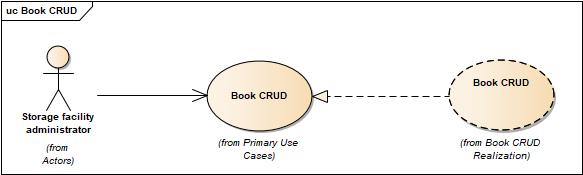 uc Book CRUD
Storage facility
administrator
(from
Actors)
Book CRUD
(from Primary Use
Cases)
Book CRUD
(from Book CRUD
Realization)